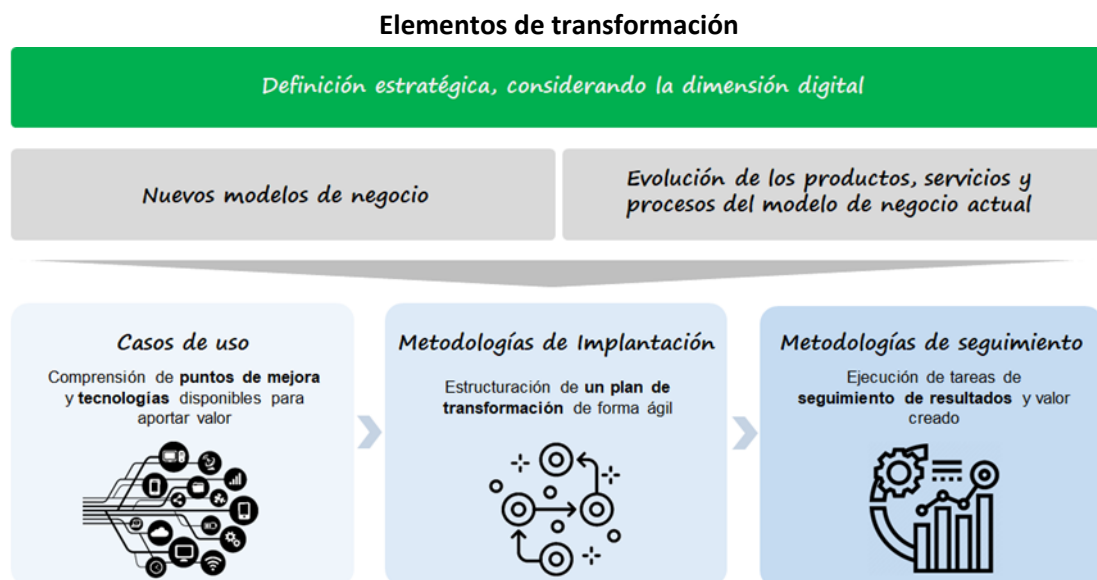 Elementos de transformación
Definición estratégica, considerando la dimensión digital
Nuevos modelos de negocio
Evolución de los productos, servicios y
procesos del modelo de negocio actual
Casos de uso
Comprensión de puntos de mejora
y tecnologías disponibles para
aportar valor
Metodologías de Implantación
Estructuración de un plan de
transformación de forma ágil
Metodologías de seguimiento
Ejecución de tareas de
seguimiento de resultados y valor
creado